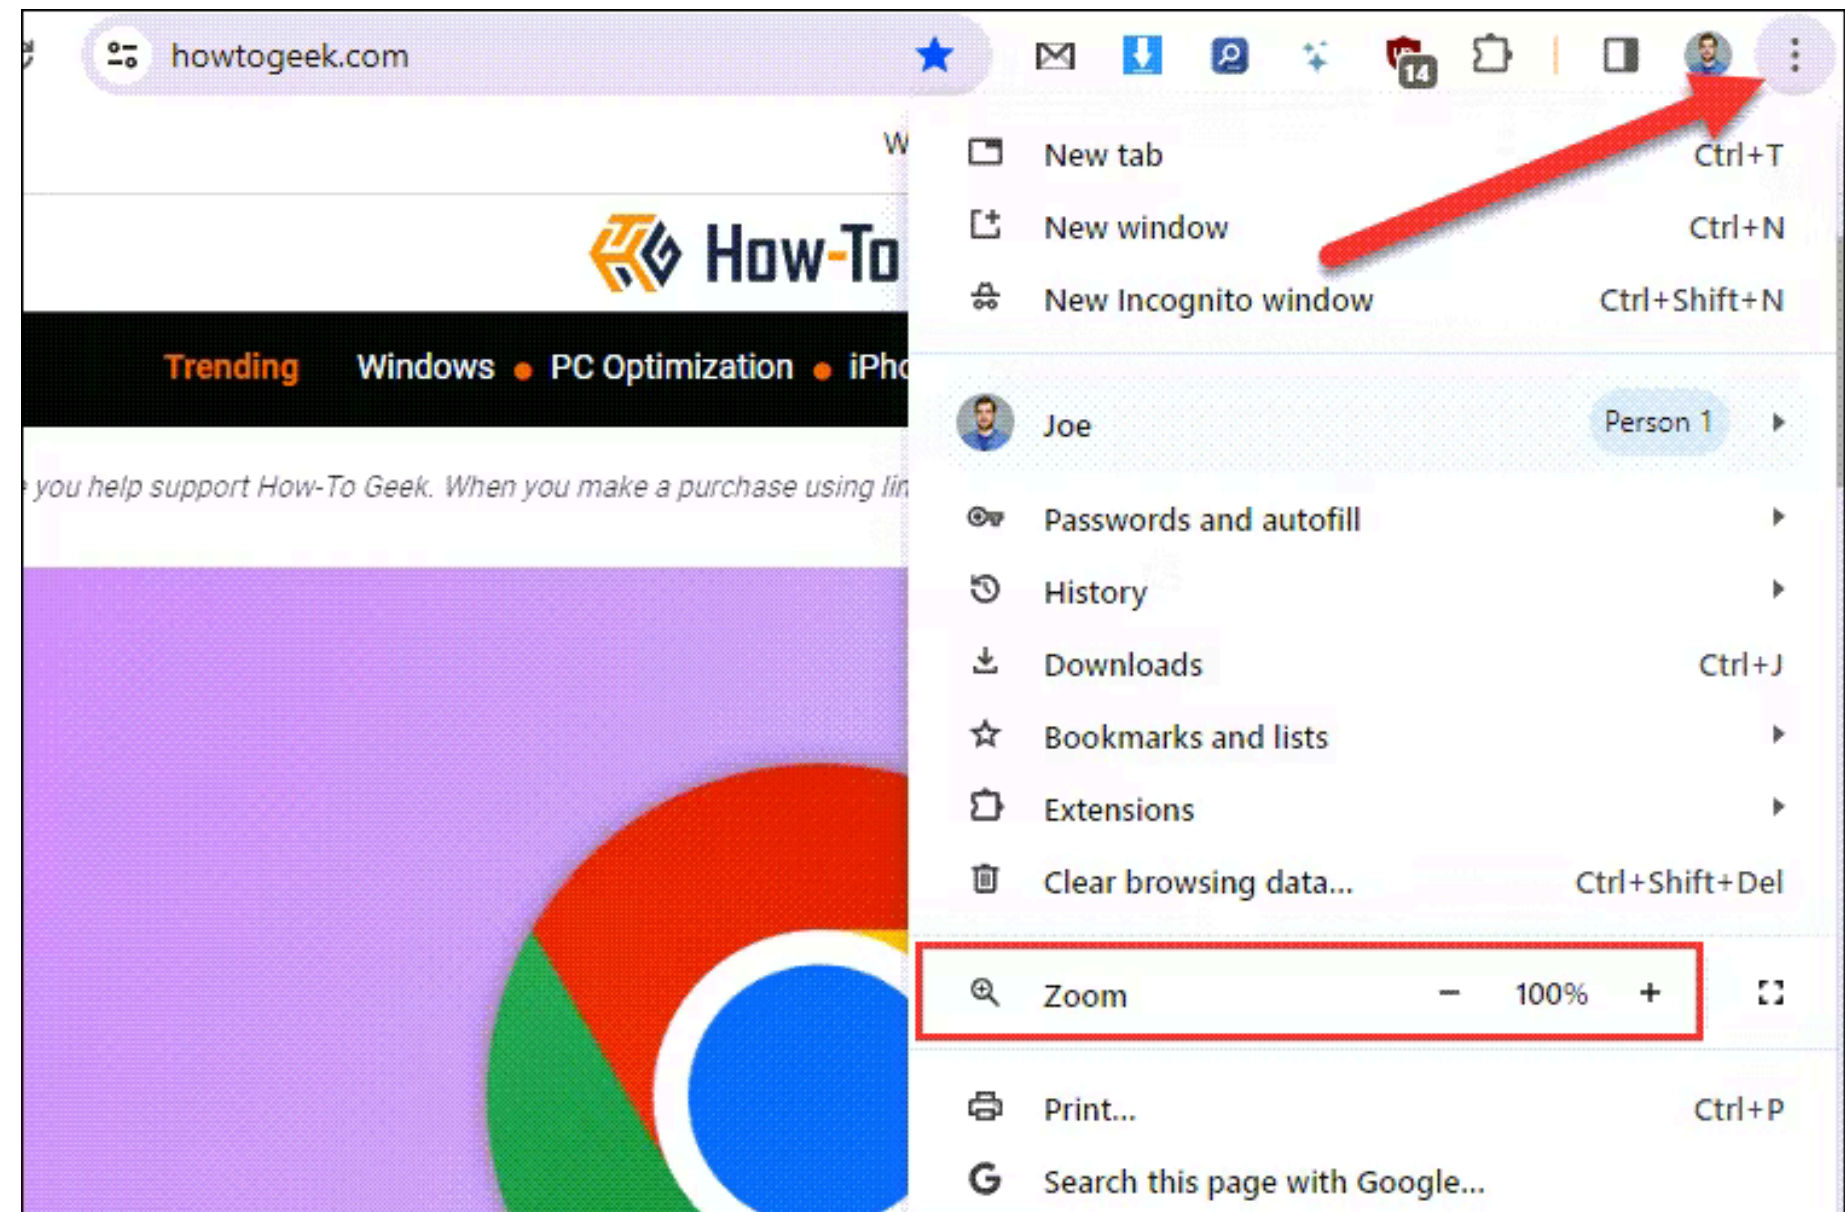 howtogeek.com
14
W
New tab Ctrl+T
New window Ctrl+N
How-To
New Incognito window Ctrl+Shift+N
Trending Windows • PC Optimization • iPho
Joe Person 1
you help support How-To Geek. When you make a purchase using lin
Passwords and autofill
History
Downloads Ctrl+J
Bookmarks and lists
Extensions
Clear browsing data... Ctrl+Shift+Del
Zoom − 100% +
Print... Ctrl+P
G Search this page with Google...